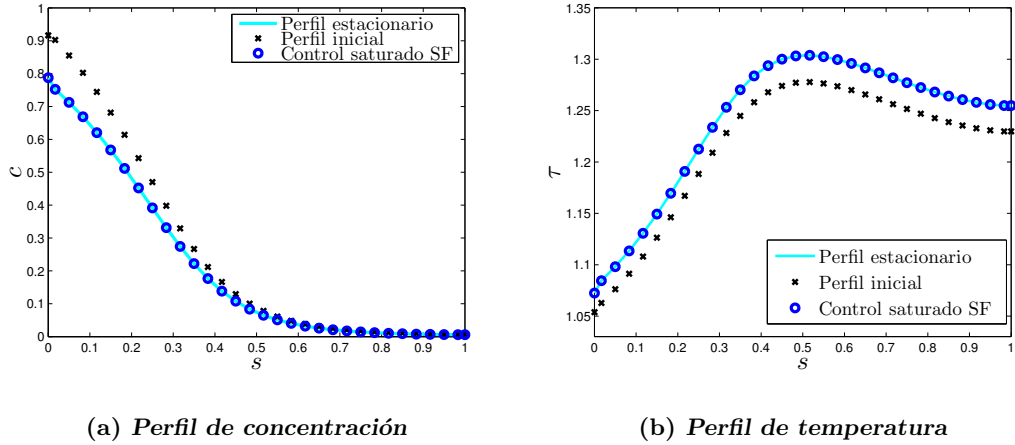 1
0.9
0.8
0.7
0.6
0.5
0.4
0.3
0.2
0.1
0
c
0 0.1 0.2 0.3 0.4 0.5 0.6 0.7 0.8 0.9 1
s
Perfil estacionario
Perfil inicial
Control saturado SF
(a) Perfil de concentración
1.35
1.3
1.25
1.2
1.15
1.1
1.05
τ
0 0.1 0.2 0.3 0.4 0.5 0.6 0.7 0.8 0.9 1
s
Perfil estacionario
Perfil inicial
Control saturado SF
(b) Perfil de temperatura